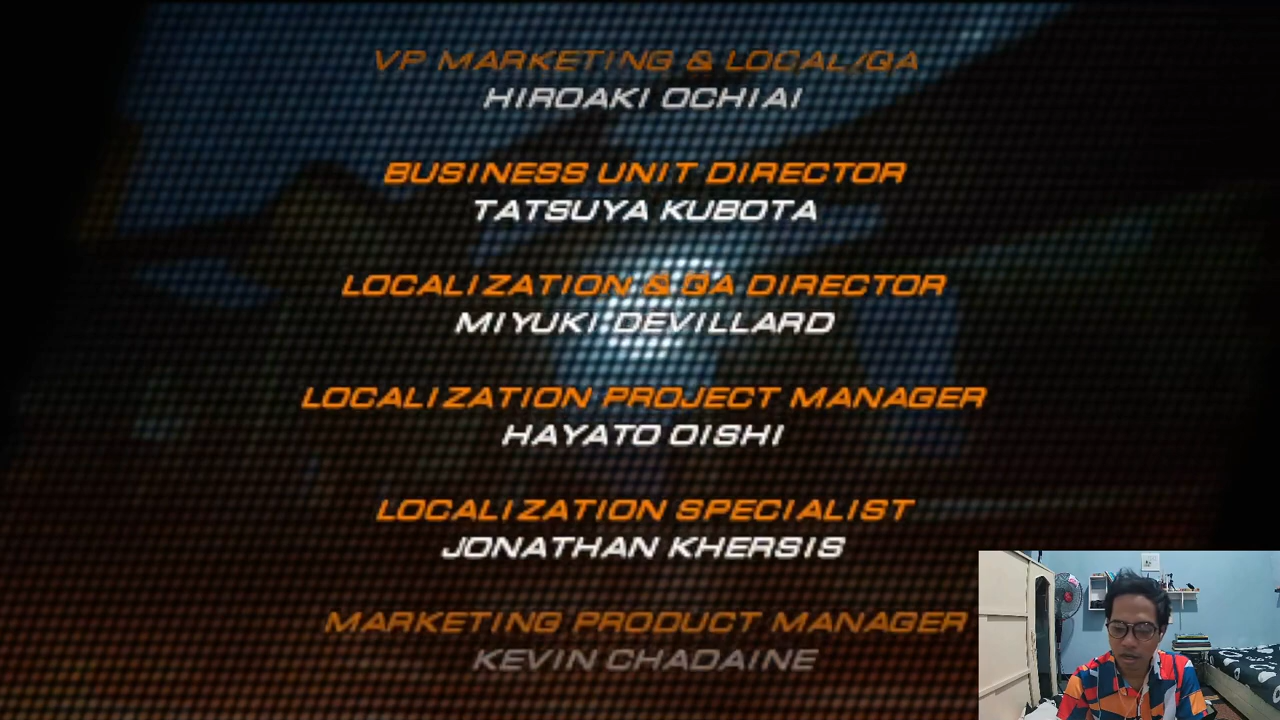 VP MARKETING & LOCAL/QA
HIROAKI OCHIAI
BUSINESS UNIT DIRECTOR
TATSUYA KUBOTA
LOCALIZATION & QA DIRECTOR
MIYUKI DEVILLARD
LOCALIZATION PROJECT MANAGER
HAYATO OISHI
LOCALIZATION SPECIALIST
JONATHAN KHERSIS
MARKETING PRODUCT MANAGER
KEVIN CHADAINE